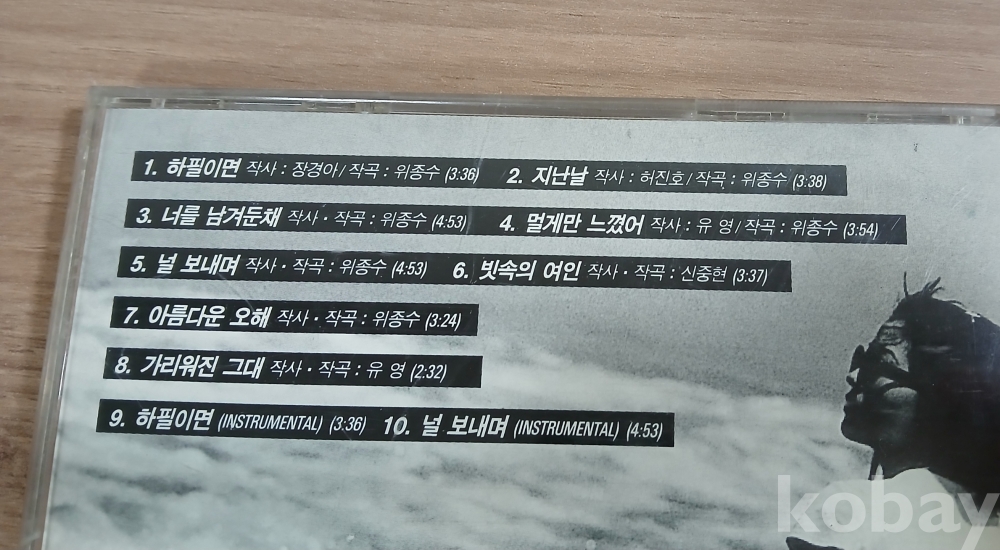 1. 하필이면 작사 : 장경아/작곡 : 위종수 (3:36) 2. 지난날 작사 : 허진호/작곡 : 위종수 (3:38)
3. 너를 남겨둔채 작사 · 작곡 : 위종수 (4:53) 4. 멀게만 느꼈어 작사 : 유 영/작곡 : 위종수 (3:54)
5. 널 보내며 작사 · 작곡 : 위종수 (4:53) 6. 빗속의 여인 작사 · 작곡 : 신중현 (3:37)
7. 아름다운 오해 작사 · 작곡 : 위종수 (3:24)
8. 가리워진 그대 작사 · 작곡 : 유 영 (2:32)
9. 하필이면 (INSTRUMENTAL) (3:36) 10. 널 보내며 (INSTRUMENTAL) (4:53)
kobay